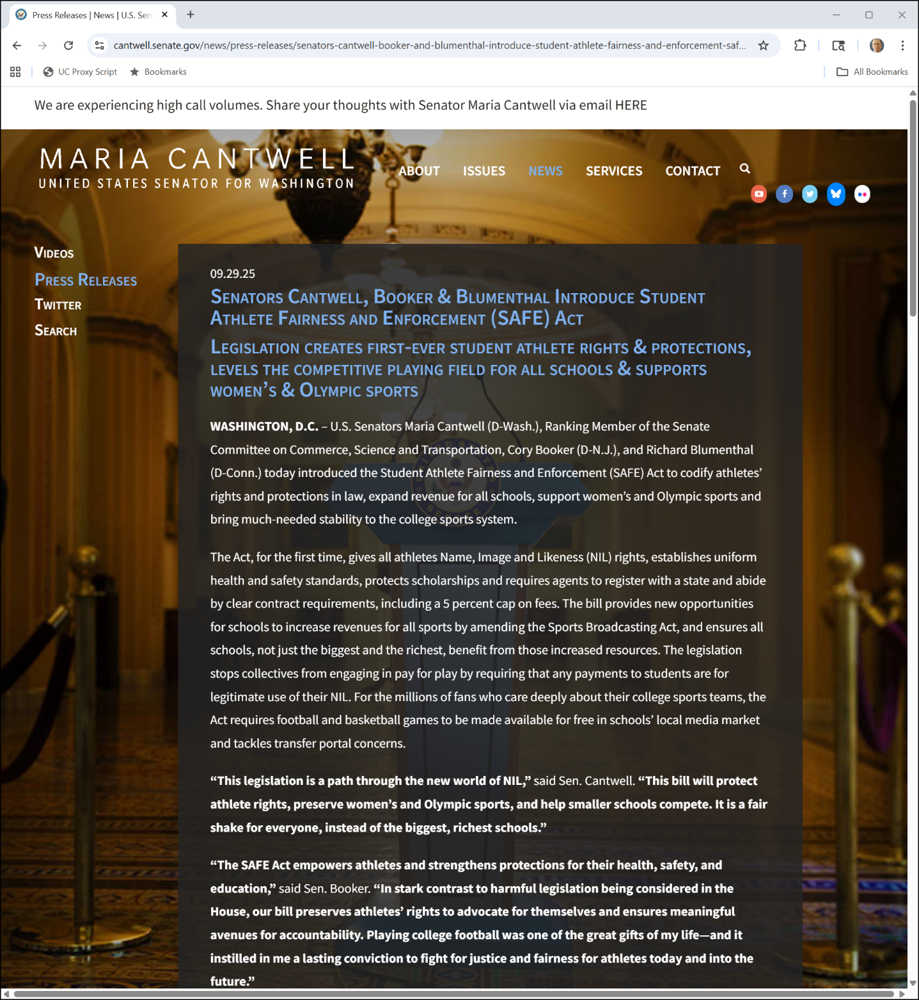 Press Releases | News | U.S. Sen
cantwell.senate.gov/news/press-releases/senators-cantwell-booker-and-blumenthal-introduce-student-athlete-fairness-and-enforcement-saf...
UC Proxy Script
Bookmarks
All Bookmarks
We are experiencing high call volumes. Share your thoughts with Senator Maria Cantwell via email HERE
MARIA CANTWELL
UNITED STATES SENATOR FOR WASHINGTON
ABOUT ISSUES NEWS SERVICES CONTACT
Videos
Press Releases
Twitter
Search
09.29.25
Senators Cantwell, Booker & Blumenthal Introduce Student
Athlete Fairness and Enforcement (SAFE) Act
Legislation creates first-ever student athlete rights & protections,
levels the competitive playing field for all schools & supports
women’s & Olympic sports
WASHINGTON, D.C. – U.S. Senators Maria Cantwell (D-Wash.), Ranking Member of the Senate
Committee on Commerce, Science and Transportation, Cory Booker (D-N.J.), and Richard Blumenthal
(D-Conn.) today introduced the Student Athlete Fairness and Enforcement (SAFE) Act to codify athletes’
rights and protections in law, expand revenue for all schools, support women’s and Olympic sports and
bring much-needed stability to the college sports system.
The Act, for the first time, gives all athletes Name, Image and Likeness (NIL) rights, establishes uniform
health and safety standards, protects scholarships and requires agents to register with a state and abide
by clear contract requirements, including a 5 percent cap on fees. The bill provides new opportunities
for schools to increase revenues for all sports by amending the Sports Broadcasting Act, and ensures all
schools, not just the biggest and the richest, benefit from those increased resources. The legislation
stops collectives from engaging in pay for play by requiring that any payments to students are for
legitimate use of their NIL. For the millions of fans who care deeply about their college sports teams, the
Act requires football and basketball games to be made available for free in schools’ local media market
and tackles transfer portal concerns.
“This legislation is a path through the new world of NIL,” said Sen. Cantwell. “This bill will protect
athlete rights, preserve women’s and Olympic sports, and help smaller schools compete. It is a fair
shake for everyone, instead of the biggest, richest schools.”
“The SAFE Act empowers athletes and strengthens protections for their health, safety, and
education,” said Sen. Booker. “In stark contrast to harmful legislation being considered in the
House, our bill preserves athletes’ rights to advocate for themselves and ensures meaningful
avenues for accountability. Playing college football was one of the great gifts of my life—and it
instilled in me a lasting conviction to fight for justice and fairness for athletes today and into the
future.”